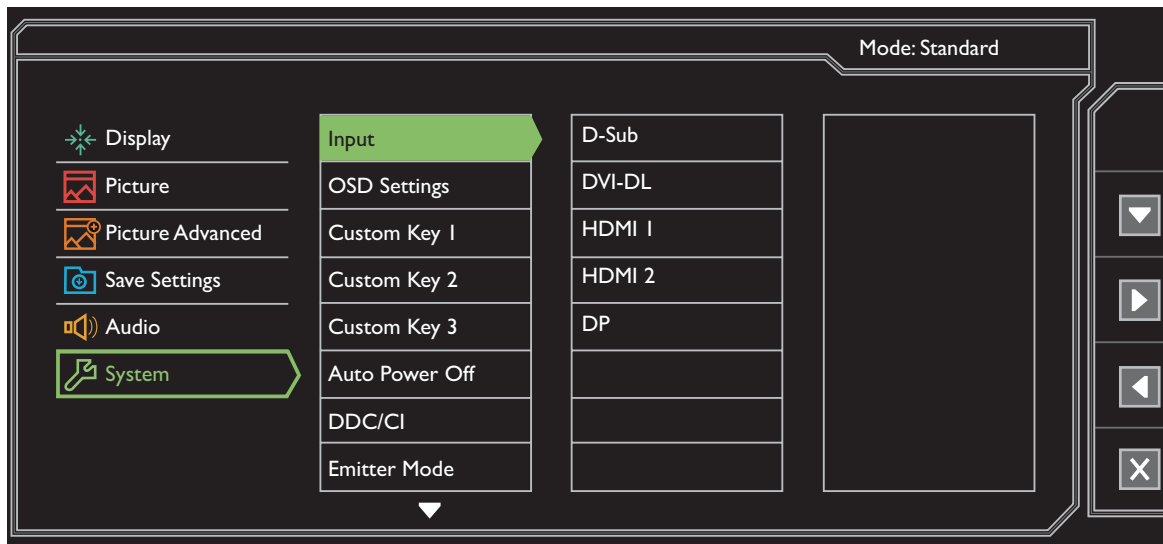 Mode: Standard
Display
Picture
Picture Advanced
Save Settings
Audio
System
Input
OSD Settings
Custom Key 1
Custom Key 2
Custom Key 3
Auto Power Off
DDC/CI
Emitter Mode
D-Sub
DVI-DL
HDMI 1
HDMI 2
DP